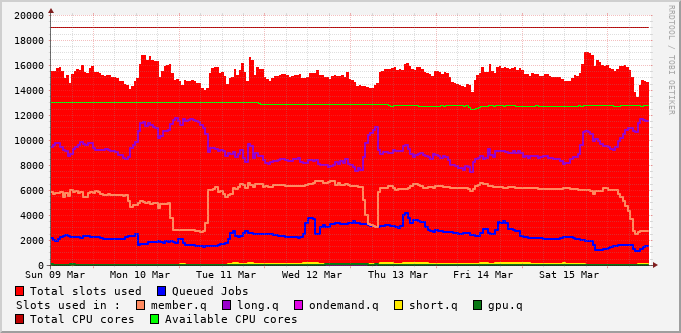 20000
18000
16000
14000
12000
10000
8000
6000
4000
2000
0
Sun 09 Mar Mon 10 Mar Tue 11 Mar Wed 12 Mar Thu 13 Mar Fri 14 Mar Sat 15 Mar
Total slots used Queued Jobs
Slots used in : member.q long.q ondemand.q short.q gpu.q
Total CPU cores Available CPU cores
RRDTOOL / TOBI OETIKER